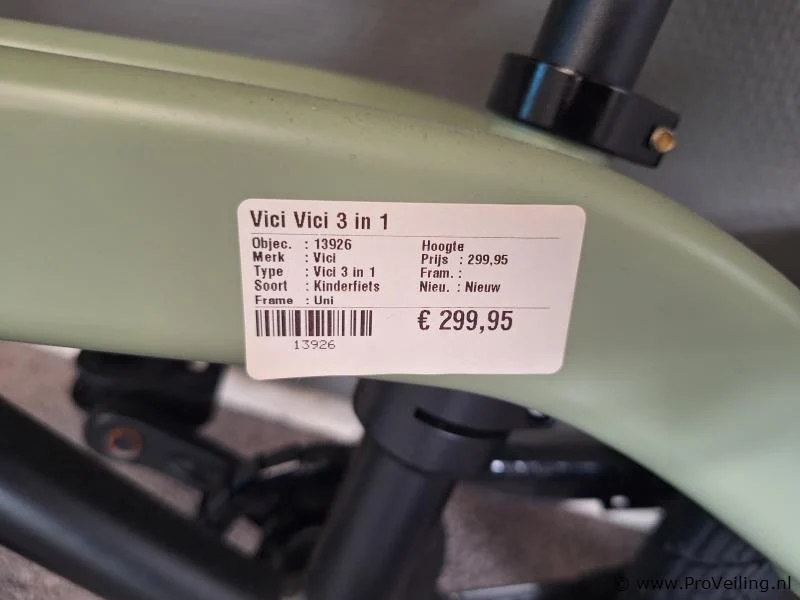 Vici Vici 3 in 1
Objec. : 13926 Hoogte
Merk : Vici Prijs : 299,95
Type : Vici 3 in 1 Fram. :
Soort : Kinderfiets Nieu. : Nieuw
Frame : Uni
€ 299,95
13926
© www.ProVeiling.nl